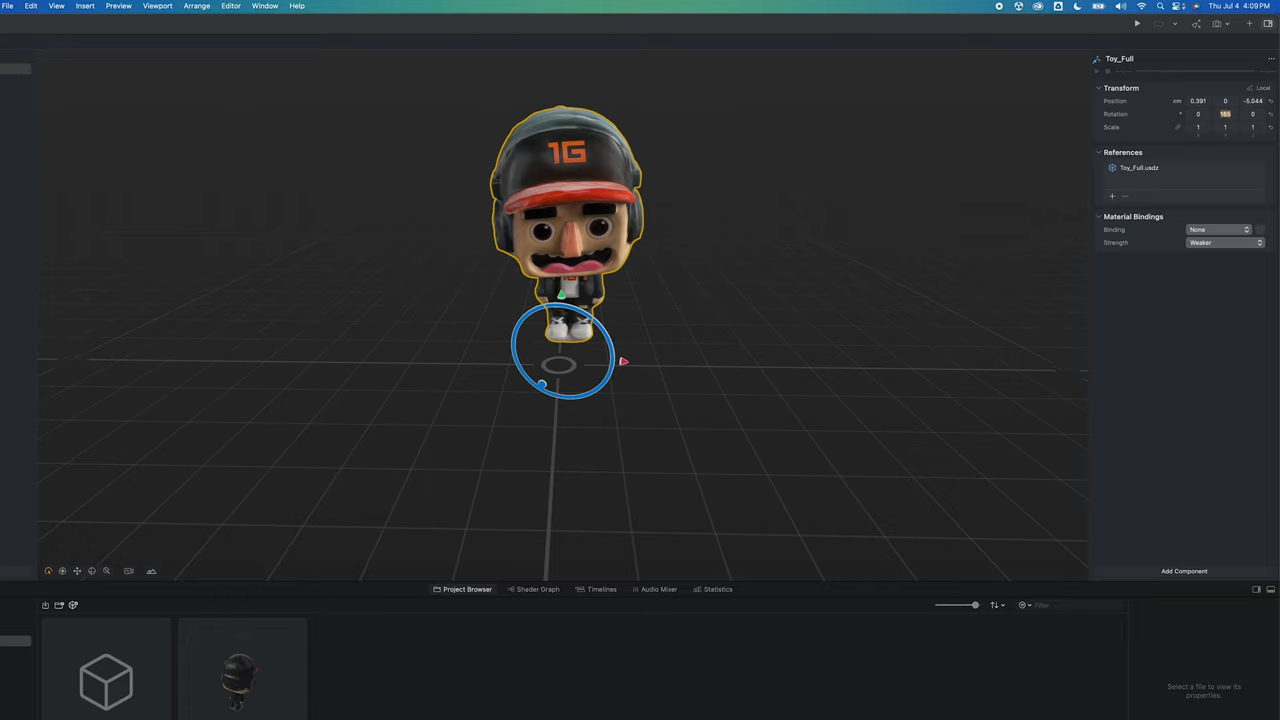 File Edit View Insert Preview Viewport Arrange Editor Window Help Thu Jul 4 4:09 PM
Toy_Full
Transform Local
Position cm 0.391 0 -5.044
Rotation ° 0 165 0
Scale 1 1 1
References
Toy_Full.usdz
Material Bindings
Binding None
Strength Weaker
1G
Add Component
Project Browser Shader Graph Timelines Audio Mixer Statistics
Filter
Select a file to view its
properties.